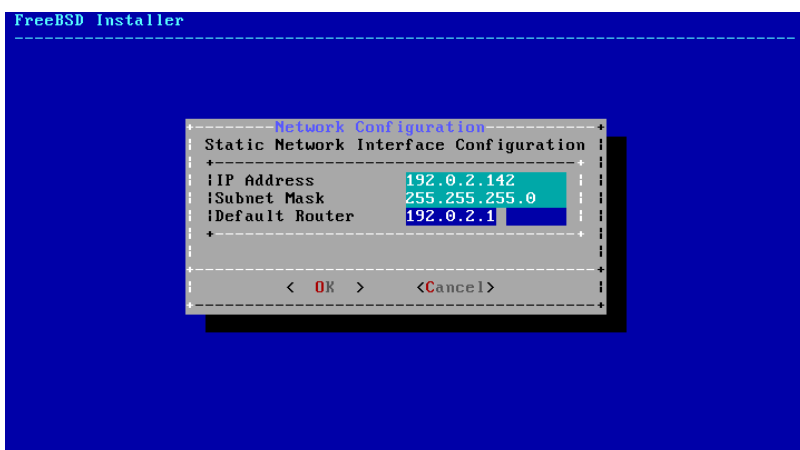 FreeBSD Installer
Network Configuration
Static Network Interface Configuration
IP Address 192.0.2.142
Subnet Mask 255.255.255.0
Default Router 192.0.2.1
< OK > <Cancel>